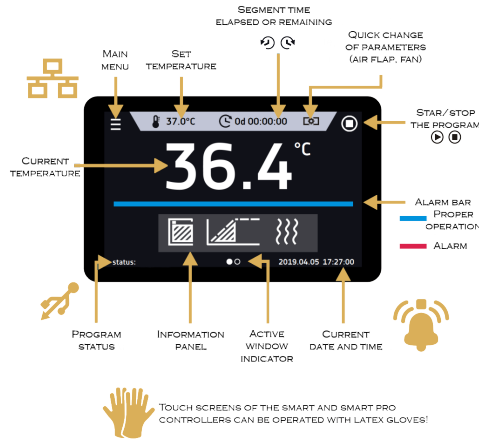 SEGMENT TIME
ELAPSED OR REMAINING
QUICK CHANGE
OF PARAMETERS
(AIR FLAP, FAN)
MAIN
MENU
SET
TEMPERATURE
STAR/STOP
THE PROGRAM
37.0°C
0d 00:00:00
36.4 °C
CURRENT
TEMPERATURE
ALARM BAR
PROPER
OPERATION
ALARM
status:
2019.04.05 17:27:00
PROGRAM
STATUS
INFORMATION
PANEL
ACTIVE
WINDOW
INDICATOR
CURRENT
DATE AND TIME
TOUCH SCREENS OF THE SMART AND SMART PRO
CONTROLLERS CAN BE OPERATED WITH LATEX GLOVES!